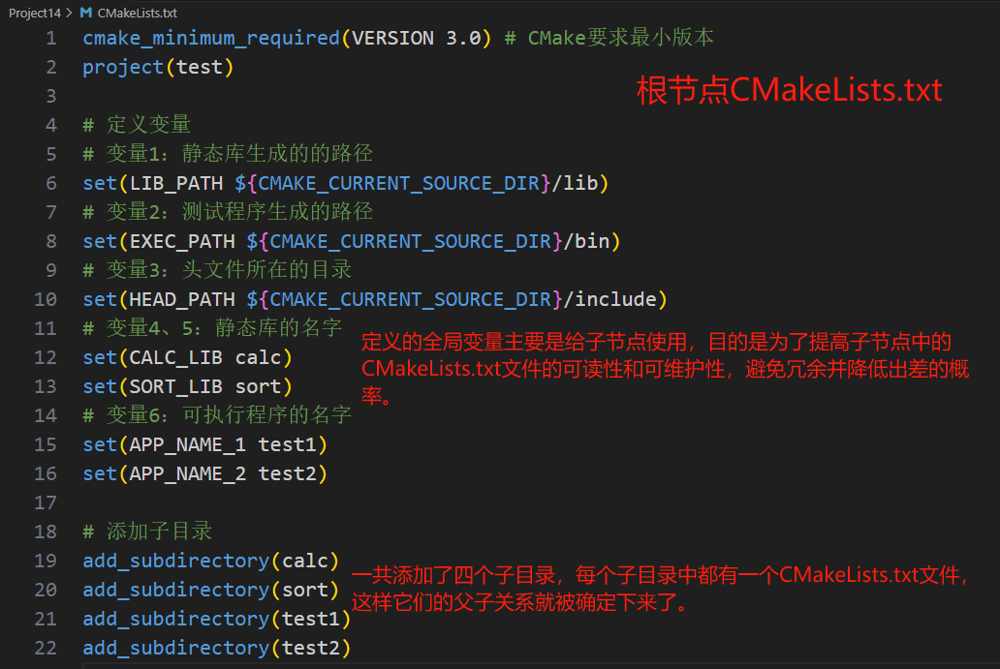 Project14 > CMakeLists.txt
1 cmake_minimum_required(VERSION 3.0) # CMake要求最小版本
2 project(test)
根节点CMakeLists.txt
3
4 # 定义变量
5 # 变量1：静态库生成的的路径
6 set(LIB_PATH ${CMAKE_CURRENT_SOURCE_DIR}/lib)
7 # 变量2：测试程序生成的路径
8 set(EXEC_PATH ${CMAKE_CURRENT_SOURCE_DIR}/bin)
9 # 变量3：头文件所在的目录
10 set(HEAD_PATH ${CMAKE_CURRENT_SOURCE_DIR}/include)
11 # 变量4、5：静态库的名字
12 set(CALC_LIB calc)
13 set(SORT_LIB sort)
定义的全局变量主要是给子节点使用，目的是为了提高子节点中的
CMakeLists.txt文件的可读性和可维护性，避免冗余并降低出差的概
率。
14 # 变量6：可执行程序的名字
15 set(APP_NAME_1 test1)
16 set(APP_NAME_2 test2)
17
18 # 添加子目录
19 add_subdirectory(calc)
20 add_subdirectory(sort)
一共添加了四个子目录，每个子目录中都有一个CMakeLists.txt文件，
这样它们的父子关系就被确定下来了。
21 add_subdirectory(test1)
22 add_subdirectory(test2)